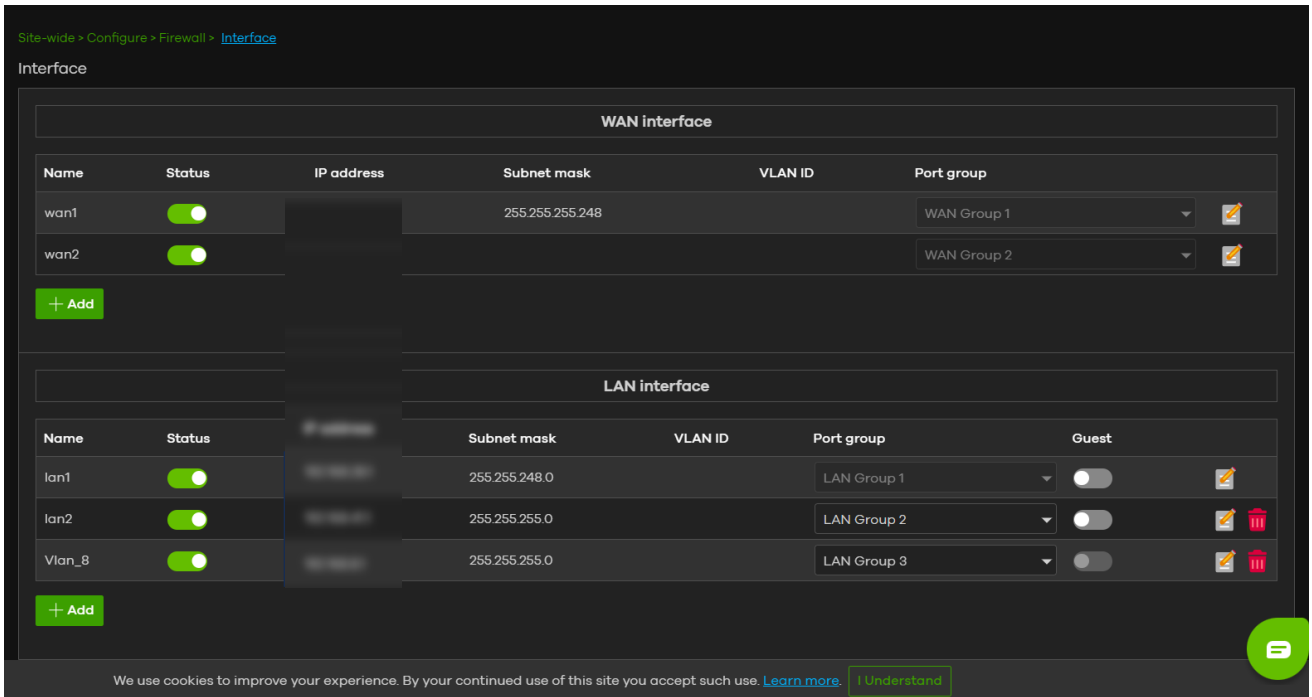 Site-wide > Configure > Firewall > Interface
Interface
WAN interface
Name Status IP address Subnet mask VLAN ID Port group
wan1 255.255.255.248 WAN Group 1
wan2 WAN Group 2
+ Add
LAN interface
Name Status IP address Subnet mask VLAN ID Port group Guest
lan1 255.255.248.0 LAN Group 1
lan2 255.255.255.0 LAN Group 2
Vlan_8 255.255.255.0 LAN Group 3
+ Add
We use cookies to improve your experience. By your continued use of this site you accept such use. Learn more. I Understand